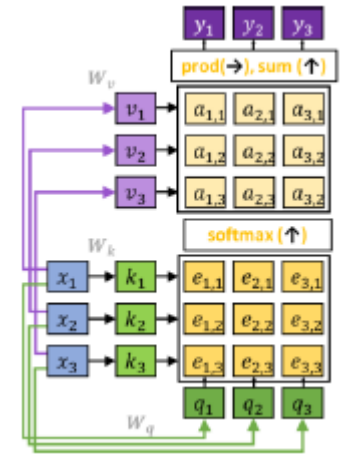 y₁ y₂ y₃
prod(→), sum (↑)
Wᵥ
v₁ a₁,₁ a₂,₁ a₃,₁
v₂ a₁,₂ a₂,₂ a₃,₂
v₃ a₁,₃ a₂,₃ a₃,₃
softmax (↑)
Wₖ
x₁ k₁ e₁,₁ e₂,₁ e₃,₁
x₂ k₂ e₁,₂ e₂,₂ e₃,₂
x₃ k₃ e₁,₃ e₂,₃ e₃,₃
q₁ q₂ q₃
W_q